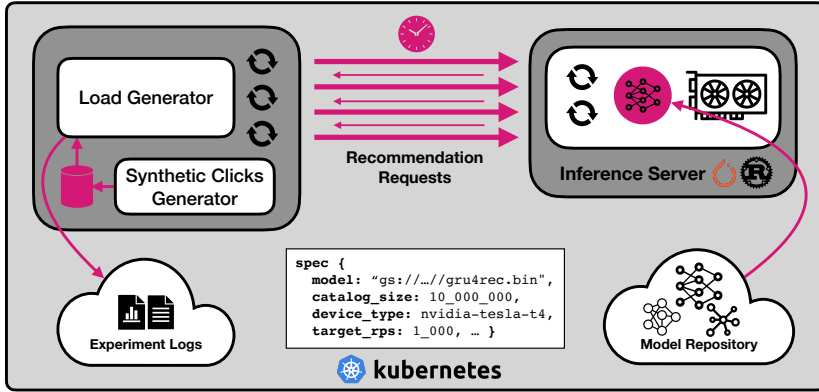 Load Generator
Synthetic Clicks
Generator
Recommendation
Requests
Inference Server
R
spec {
model: “gs://…//gru4rec.bin",
catalog_size: 10_000_000,
device_type: nvidia-tesla-t4,
target_rps: 1_000, … }
Experiment Logs
Model Repository
kubernetes